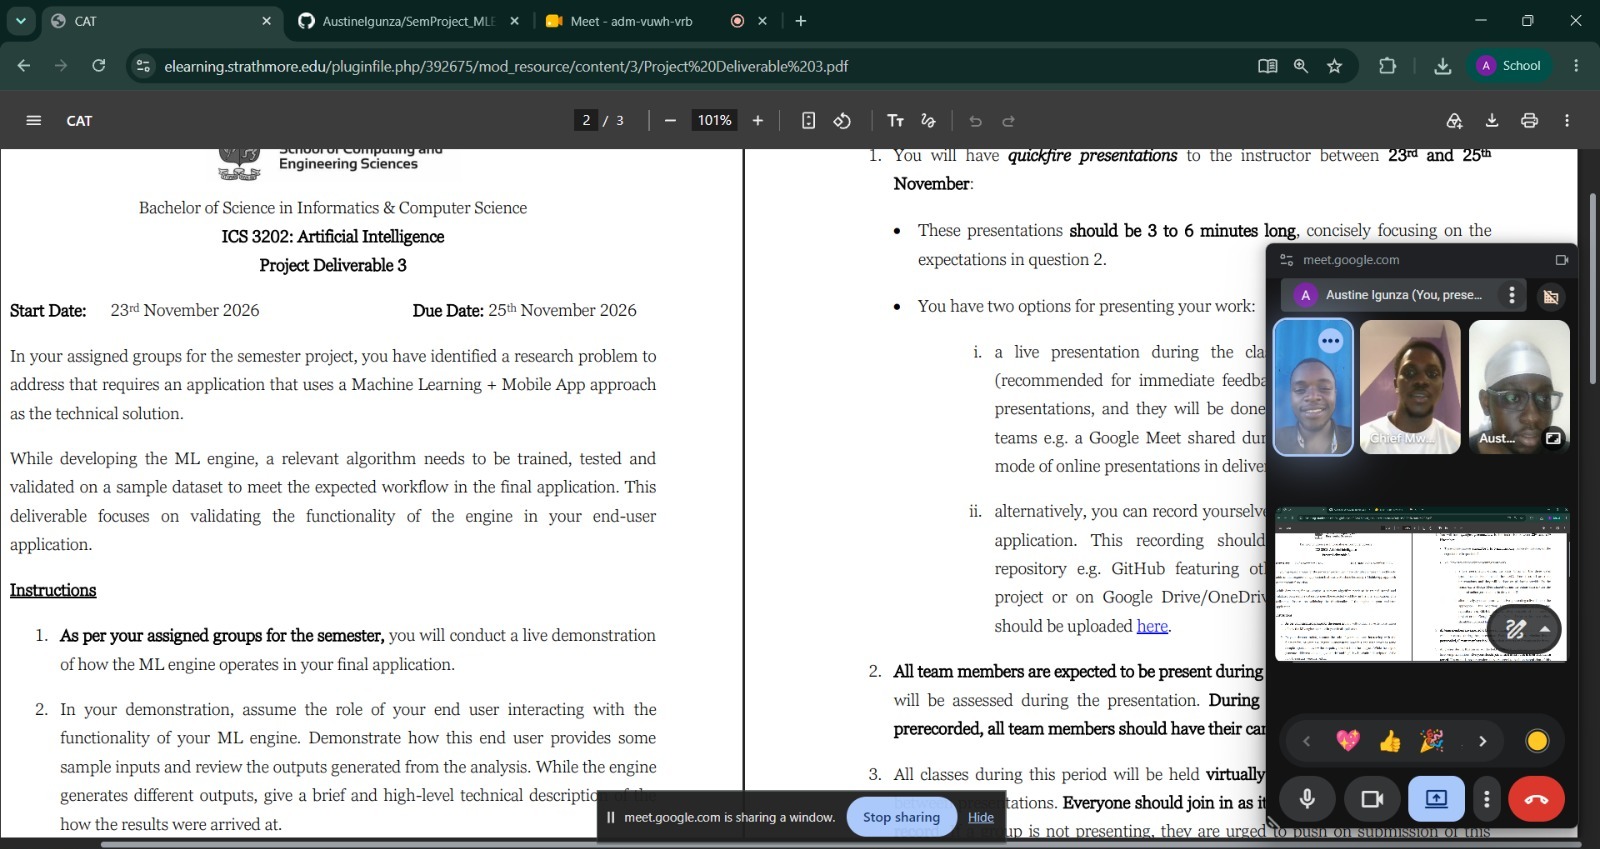 CAT
AustineIgunza/SemProject_MLE
Meet - adm-vuwh-vrb
elearning.strathmore.edu/pluginfile.php/392675/mod_resource/content/3/Project%20Deliverable%203.pdf
A School
CAT
2 / 3
101%
School of Computing and
Engineering Sciences
Bachelor of Science in Informatics & Computer Science
ICS 3202: Artificial Intelligence
Project Deliverable 3
Start Date: 23rd November 2026 Due Date: 25th November 2026
In your assigned groups for the semester project, you have identified a research problem to
address that requires an application that uses a Machine Learning + Mobile App approach
as the technical solution.
While developing the ML engine, a relevant algorithm needs to be trained, tested and
validated on a sample dataset to meet the expected workflow in the final application. This
deliverable focuses on validating the functionality of the engine in your end-user
application.
Instructions
1. As per your assigned groups for the semester, you will conduct a live demonstration
of how the ML engine operates in your final application.
2. In your demonstration, assume the role of your end user interacting with the
functionality of your ML engine. Demonstrate how this end user provides some
sample inputs and review the outputs generated from the analysis. While the engine
generates different outputs, give a brief and high-level technical description of the
how the results were arrived at.
1. You will have quickfire presentations to the instructor between 23rd and 25th
November:
• These presentations should be 3 to 6 minutes long, concisely focusing on the
expectations in question 2.
• You have two options for presenting your work:
i. a live presentation during the cla
(recommended for immediate feedba
presentations, and they will be done
teams e.g. a Google Meet shared dur
mode of online presentations in delive
ii. alternatively, you can record yourselve
application. This recording should
repository e.g. GitHub featuring ot
project or on Google Drive/OneDriv
should be uploaded here.
2. All team members are expected to be present during
will be assessed during the presentation. During
prerecorded, all team members should have their car
3. All classes during this period will be held virtually
between presentations. Everyone should join in as it
group is not presenting, they are urged to push on submission of this
meet.google.com
A Austine Igunza (You, prese...
Chief Mw...
Aust...
meet.google.com is sharing a window.
Stop sharing
Hide